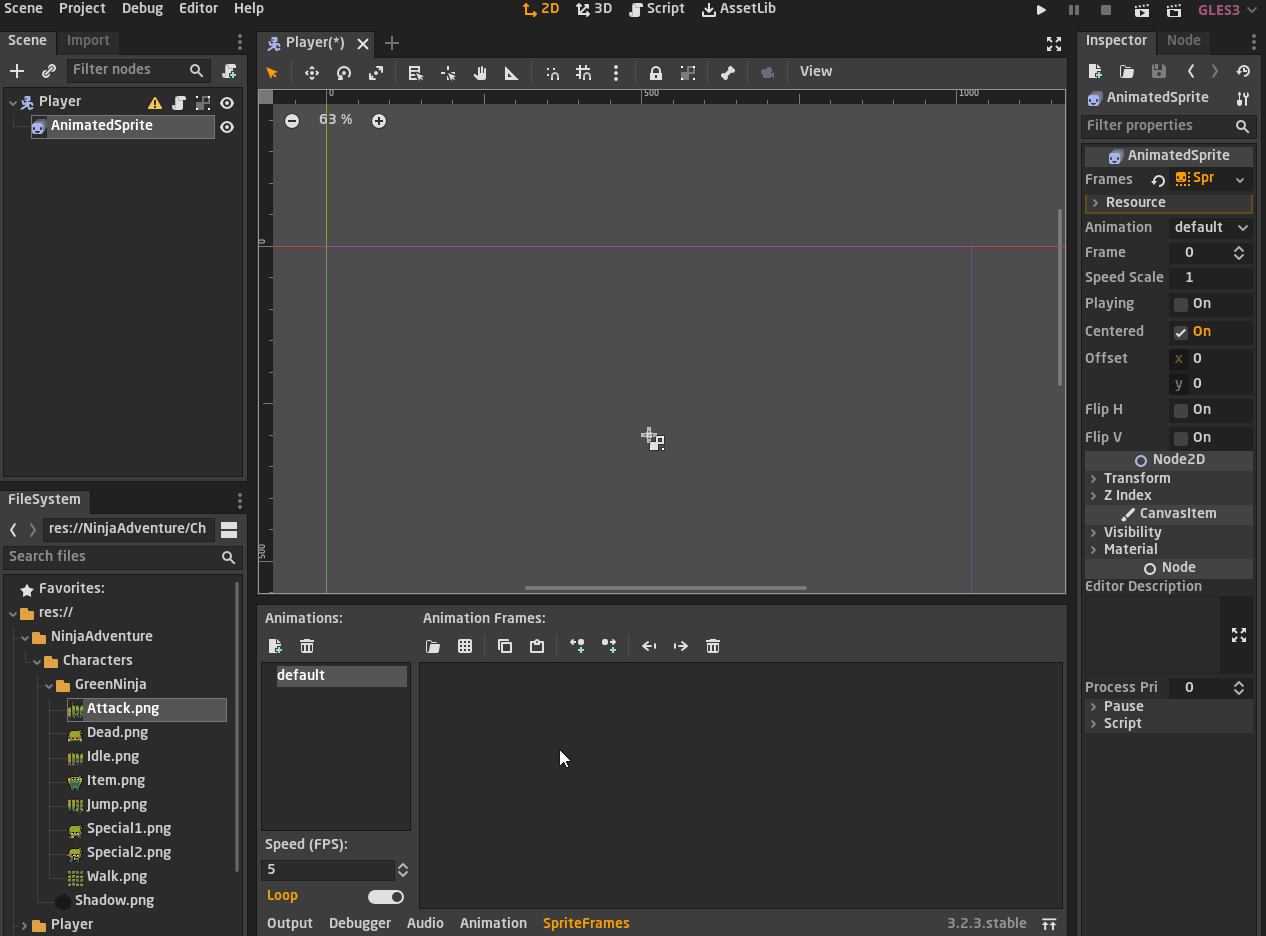 Scene Project Debug Editor Help 2D 3D Script AssetLib GLES3
Scene Import
Filter nodes
Player
AnimatedSprite
FileSystem
res://NinjaAdventure/Ch
Search files
Favorites:
res://
NinjaAdventure
Characters
GreenNinja
Attack.png
Dead.png
Idle.png
Item.png
Jump.png
Special1.png
Special2.png
Walk.png
Shadow.png
Player
Player(*)
View
0 500 1000
63 %
0
500
Animations:
default
Speed (FPS):
5
Loop
Animation Frames:
Output Debugger Audio Animation SpriteFrames 3.2.3.stable
Inspector Node
AnimatedSprite
Filter properties
AnimatedSprite
Frames Spr
Resource
Animation default
Frame 0
Speed Scale 1
Playing On
Centered On
Offset x 0
y 0
Flip H On
Flip V On
Node2D
Transform
Z Index
CanvasItem
Visibility
Material
Node
Editor Description
Process Pri 0
Pause
Script